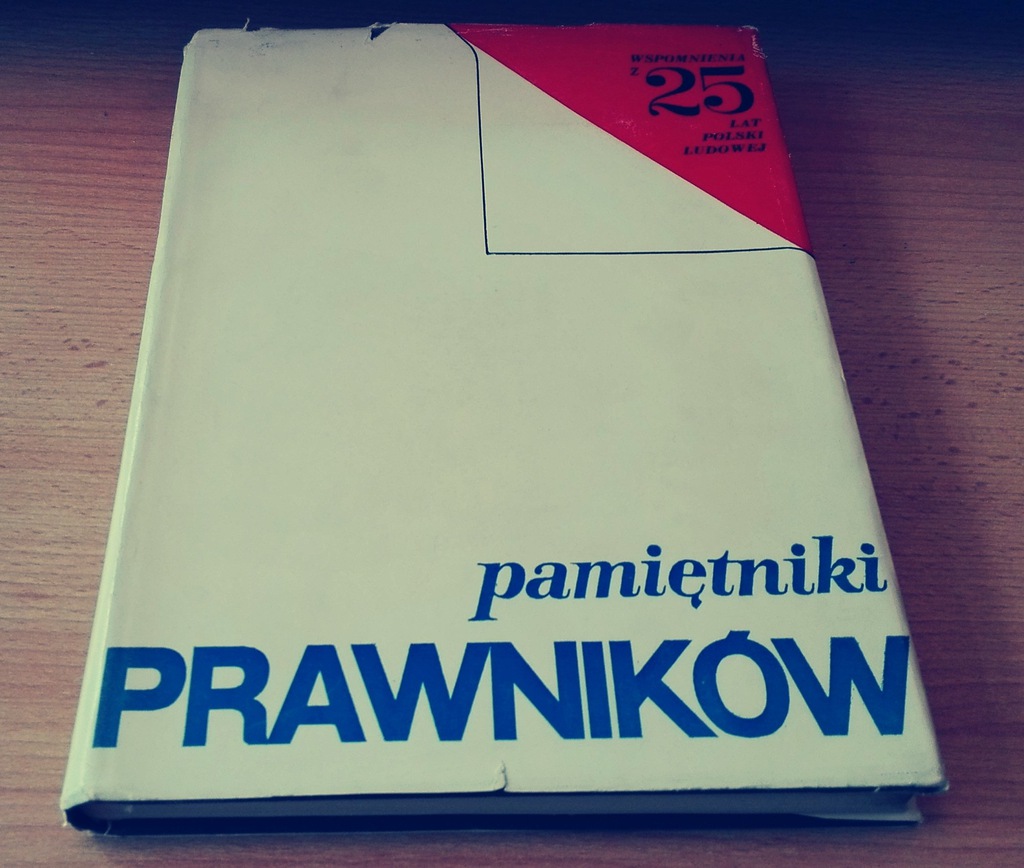 WSPOMNIENIA
Z 25
LAT
POLSKI
LUDOWEJ
pamiętniki
PRAWNIKÓW